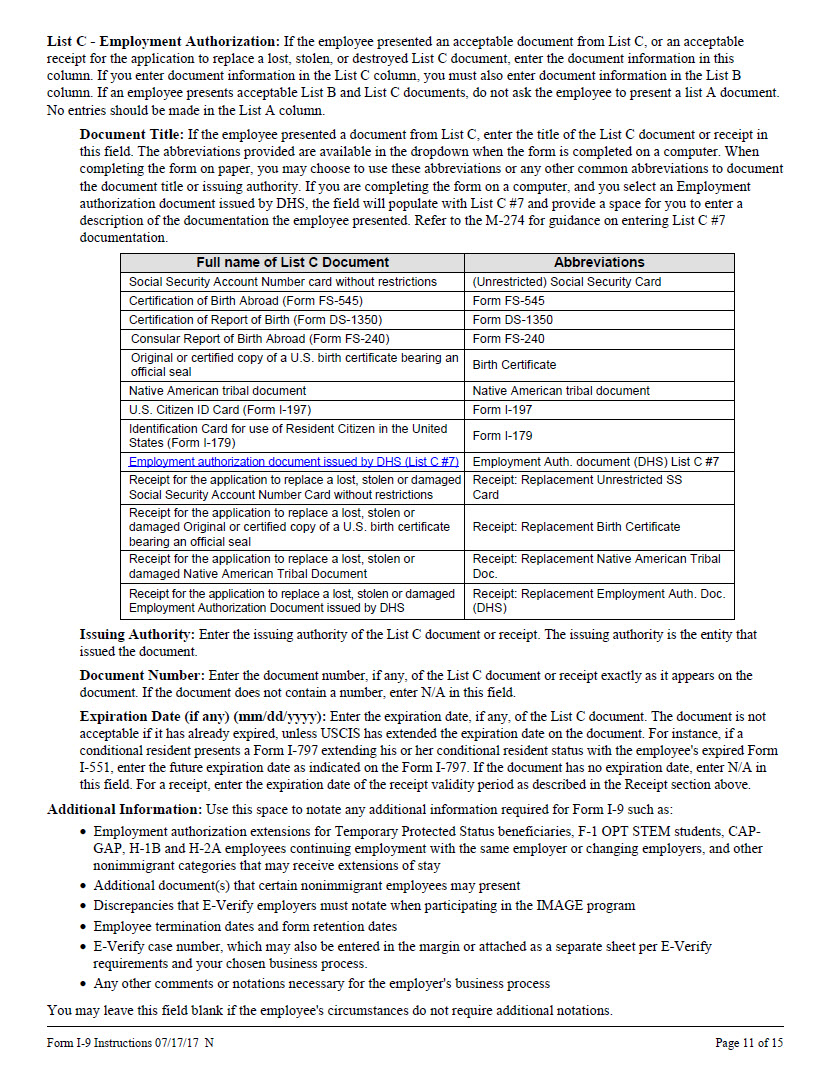 List C - Employment Authorization: If the employee presented an acceptable document from List C, or an acceptable
receipt for the application to replace a lost, stolen, or destroyed List C document, enter the document information in this
column. If you enter document information in the List C column, you must also enter document information in the List B
column. If an employee presents acceptable List B and List C documents, do not ask the employee to present a list A document.
No entries should be made in the List A column.
Document Title: If the employee presented a document from List C, enter the title of the List C document or receipt in
this field. The abbreviations provided are available in the dropdown when the form is completed on a computer. When
completing the form on paper, you may choose to use these abbreviations or any other common abbreviations to document
the document title or issuing authority. If you are completing the form on a computer, and you select an Employment
authorization document issued by DHS, the field will populate with List C #7 and provide a space for you to enter a
description of the documentation the employee presented. Refer to the M-274 for guidance on entering List C #7
documentation.
Full name of List C Document Abbreviations
Social Security Account Number card without restrictions (Unrestricted) Social Security Card
Certification of Birth Abroad (Form FS-545) Form FS-545
Certification of Report of Birth (Form DS-1350) Form DS-1350
Consular Report of Birth Abroad (Form FS-240) Form FS-240
Original or certified copy of a U.S. birth certificate bearing an
official seal
Birth Certificate
Native American tribal document Native American tribal document
U.S. Citizen ID Card (Form I-197) Form I-197
Identification Card for use of Resident Citizen in the United
States (Form I-179)
Form I-179
Employment authorization document issued by DHS (List C #7) Employment Auth. document (DHS) List C #7
Receipt for the application to replace a lost, stolen or damaged
Social Security Account Number Card without restrictions
Receipt: Replacement Unrestricted SS
Card
Receipt for the application to replace a lost, stolen or
damaged Original or certified copy of a U.S. birth certificate
bearing an official seal
Receipt: Replacement Birth Certificate
Receipt for the application to replace a lost, stolen or
damaged Native American Tribal Document
Receipt: Replacement Native American Tribal
Doc.
Receipt for the application to replace a lost, stolen or damaged
Employment Authorization Document issued by DHS
Receipt: Replacement Employment Auth. Doc.
(DHS)
Issuing Authority: Enter the issuing authority of the List C document or receipt. The issuing authority is the entity that
issued the document.
Document Number: Enter the document number, if any, of the List C document or receipt exactly as it appears on the
document. If the document does not contain a number, enter N/A in this field.
Expiration Date (if any) (mm/dd/yyyy): Enter the expiration date, if any, of the List C document. The document is not
acceptable if it has already expired, unless USCIS has extended the expiration date on the document. For instance, if a
conditional resident presents a Form I-797 extending his or her conditional resident status with the employee's expired Form
I-551, enter the future expiration date as indicated on the Form I-797. If the document has no expiration date, enter N/A in
this field. For a receipt, enter the expiration date of the receipt validity period as described in the Receipt section above.
Additional Information: Use this space to notate any additional information required for Form I-9 such as:
• Employment authorization extensions for Temporary Protected Status beneficiaries, F-1 OPT STEM students, CAP-
GAP, H-1B and H-2A employees continuing employment with the same employer or changing employers, and other
nonimmigrant categories that may receive extensions of stay
• Additional document(s) that certain nonimmigrant employees may present
• Discrepancies that E-Verify employers must notate when participating in the IMAGE program
• Employee termination dates and form retention dates
• E-Verify case number, which may also be entered in the margin or attached as a separate sheet per E-Verify
requirements and your chosen business process.
• Any other comments or notations necessary for the employer's business process
You may leave this field blank if the employee's circumstances do not require additional notations.
Form I-9 Instructions 07/17/17 N Page 11 of 15